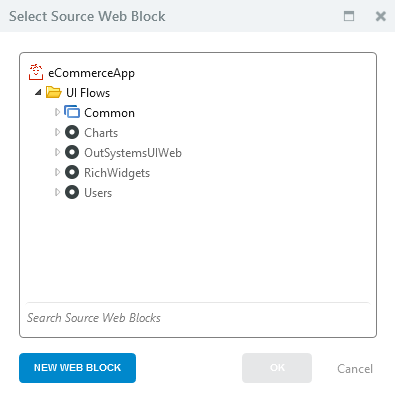 Select Source Web Block
eCommerceApp
UI Flows
Common
Charts
OutSystemsUIWeb
RichWidgets
Users
Search Source Web Blocks
NEW WEB BLOCK
OK
Cancel